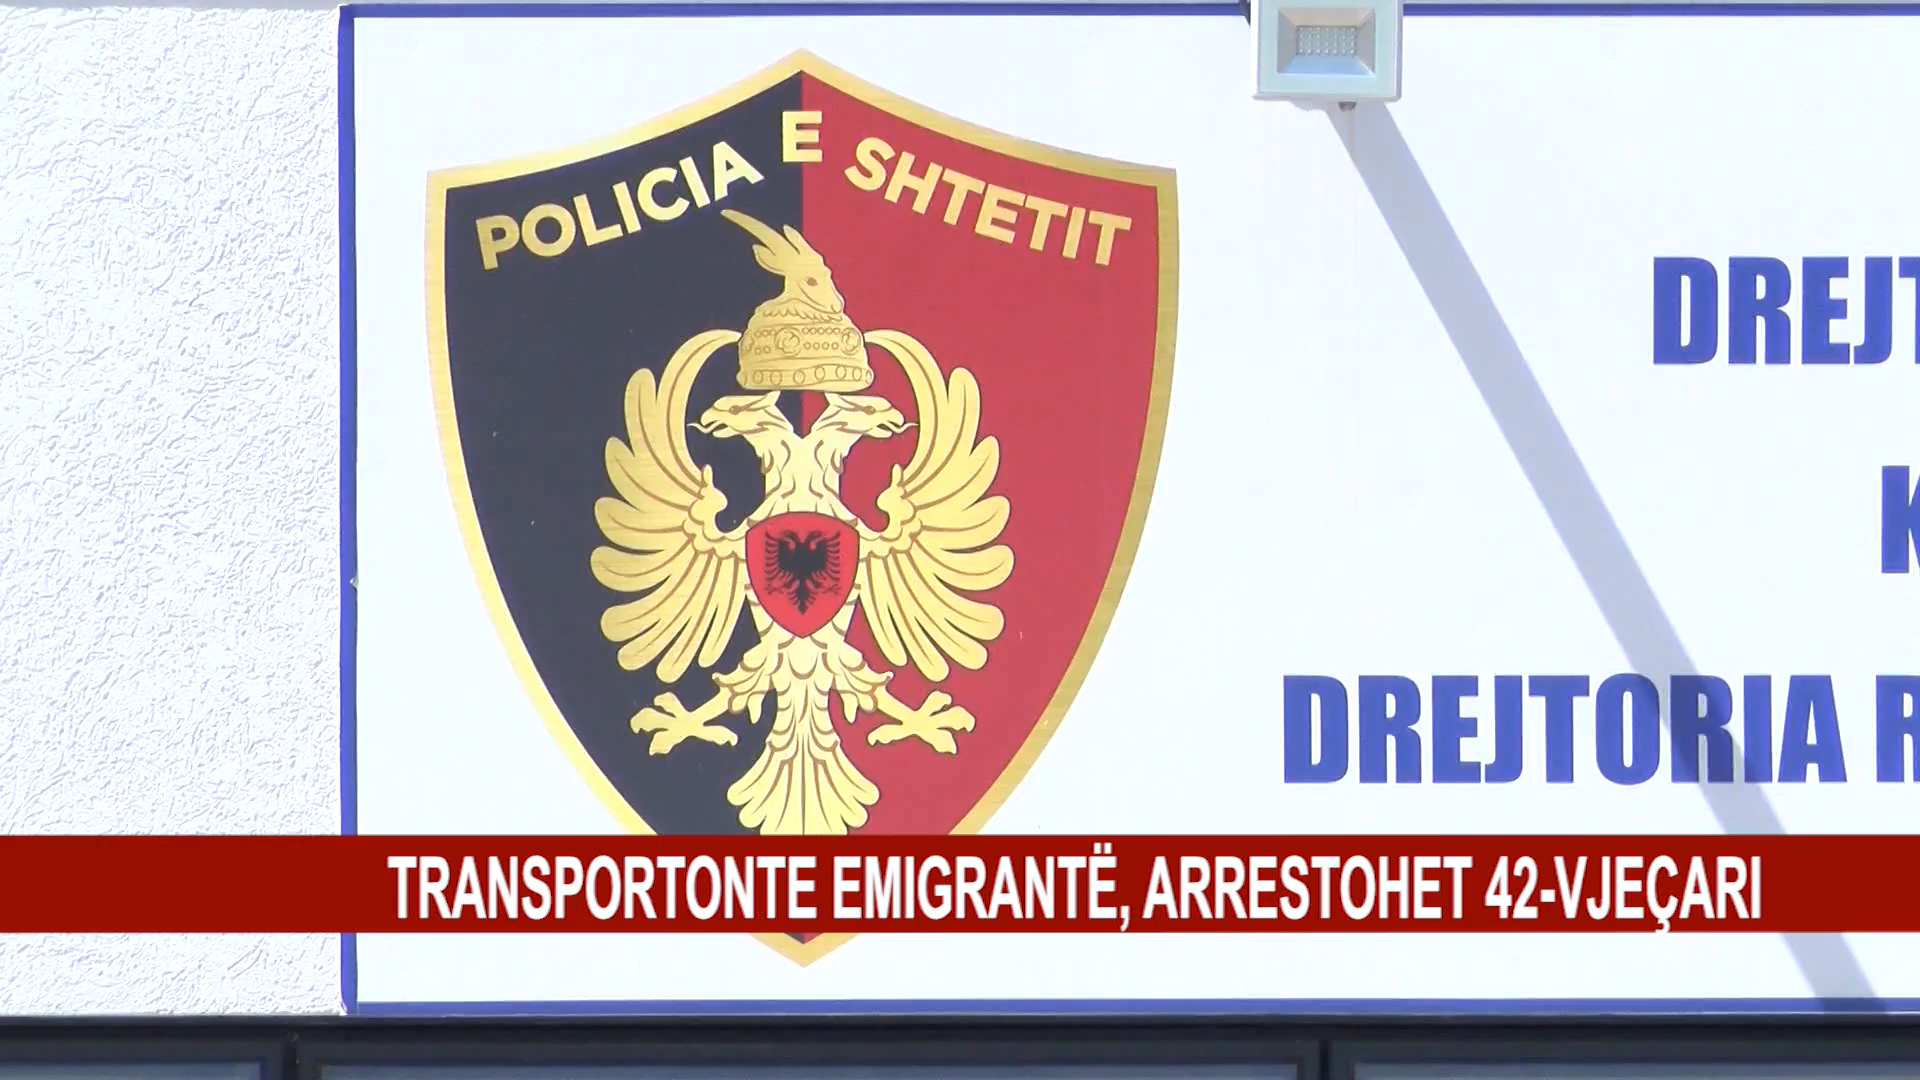 POLICIA E SHTETIT
DREJT
K
DREJTORIA R
TRANSPORTONTE EMIGRANTË, ARRESTOHET 42-VJEÇARI